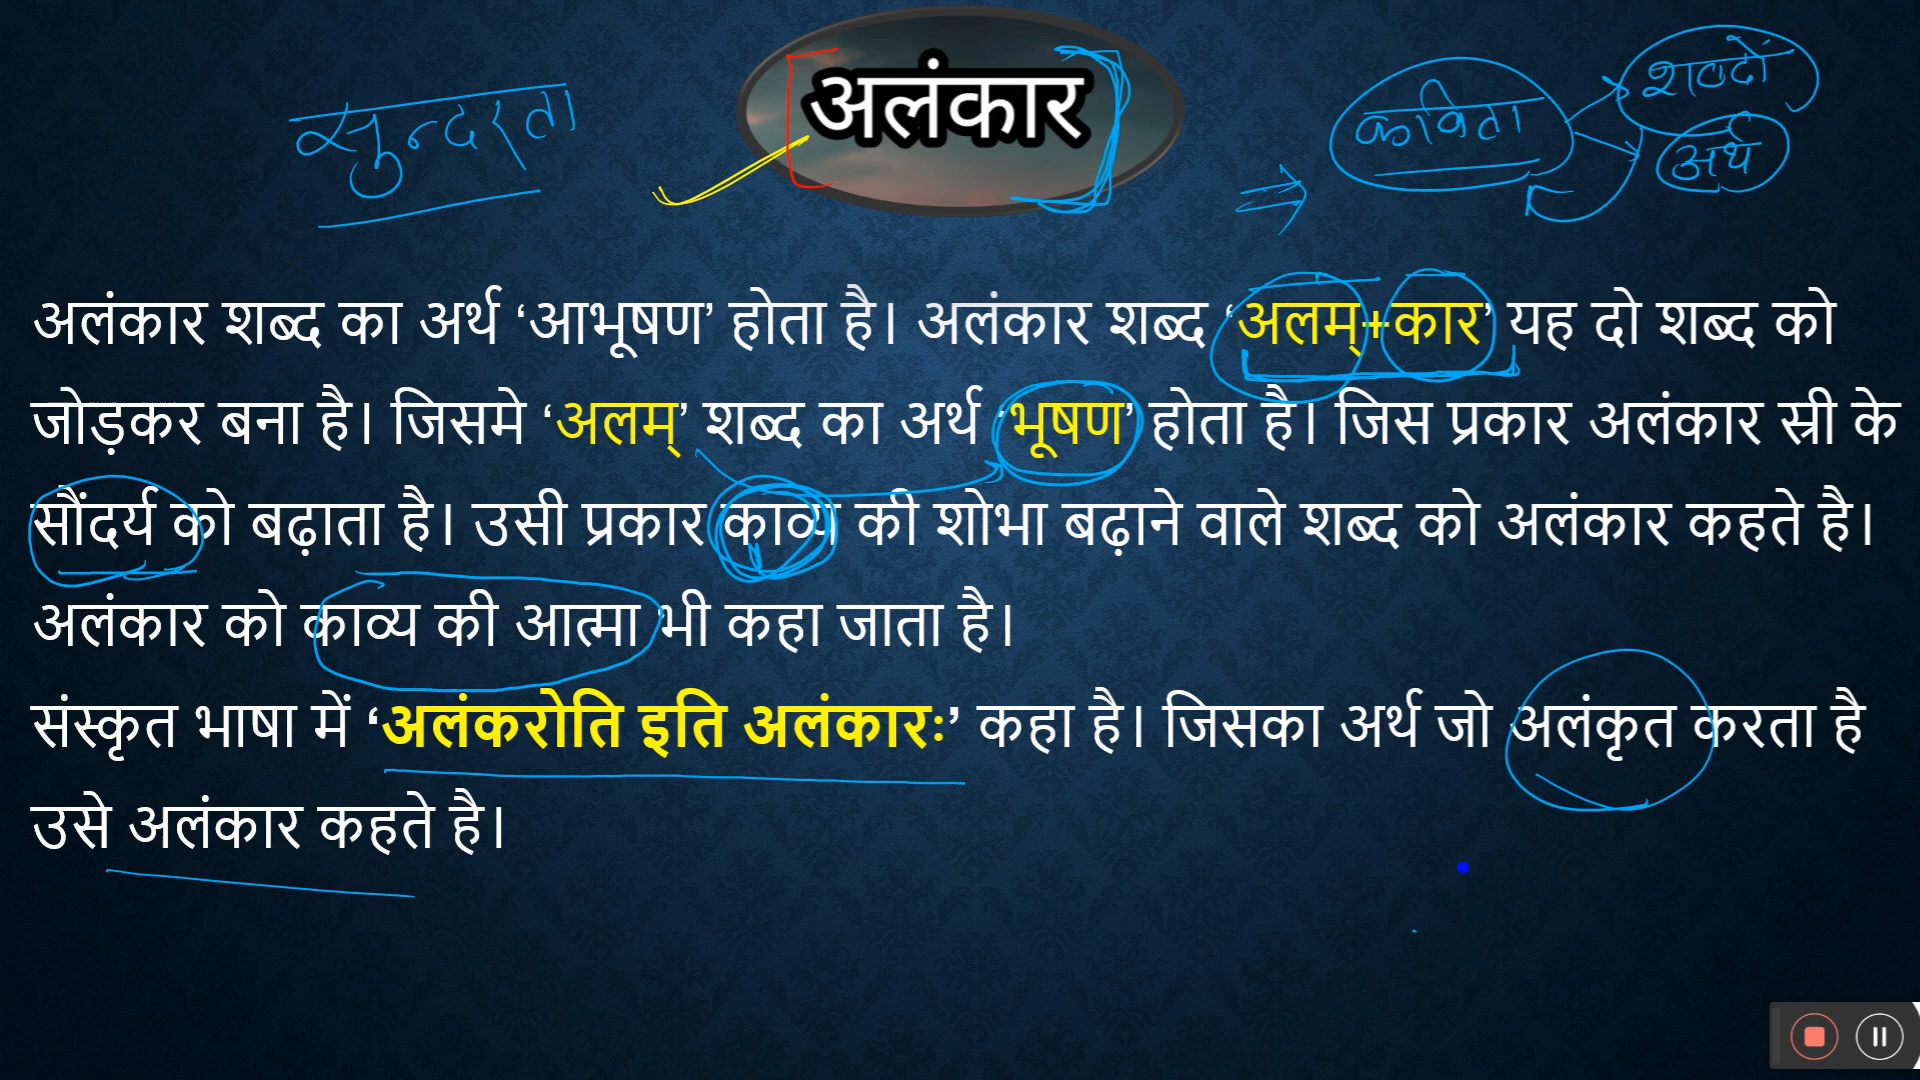 सुन्दरता
अलंकार
कविता
शब्दों
अर्थ
अलंकार शब्द का अर्थ ‘आभूषण’ होता है। अलंकार शब्द ‘अलम्+कार’ यह दो शब्द को
जोड़कर बना है। जिसमे ‘अलम्’ शब्द का अर्थ ‘भूषण’ होता है। जिस प्रकार अलंकार स्री के
सौंदर्य को बढ़ाता है। उसी प्रकार काव्य की शोभा बढ़ाने वाले शब्द को अलंकार कहते है।
अलंकार को काव्य की आत्मा भी कहा जाता है।
संस्कृत भाषा में ‘अलंकरोति इति अलंकारः’ कहा है। जिसका अर्थ जो अलंकृत करता है
उसे अलंकार कहते है।